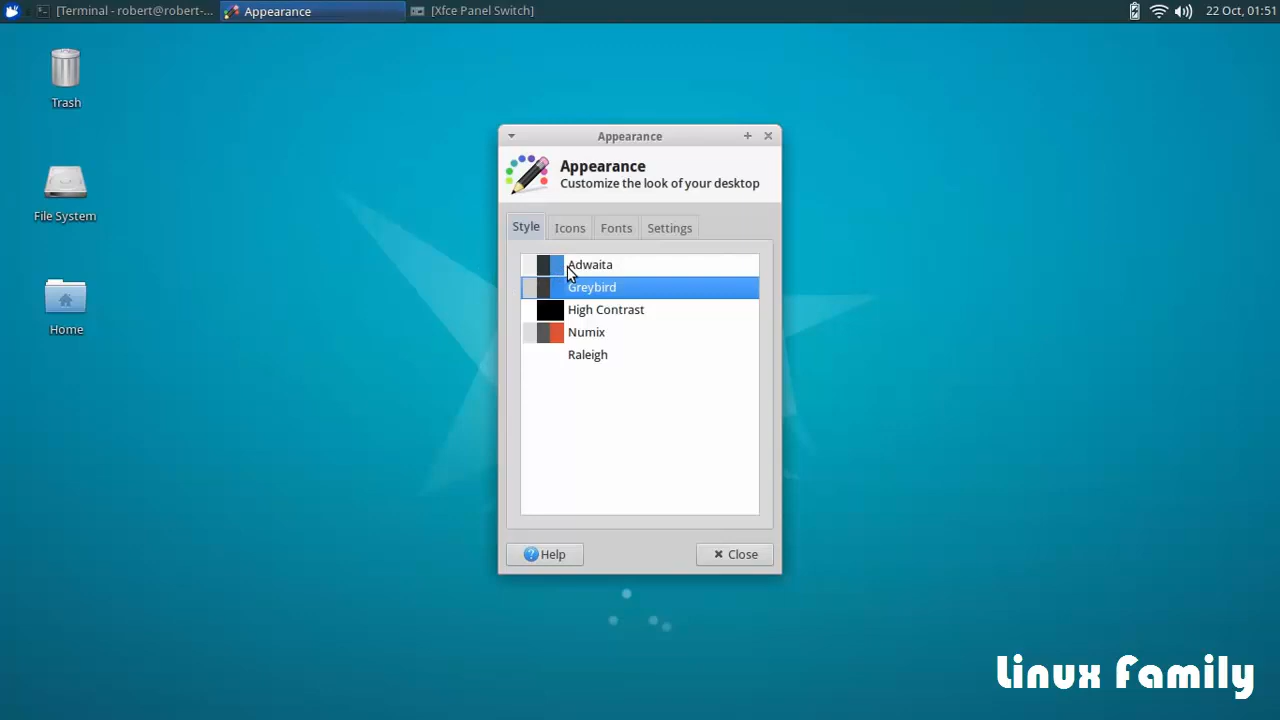 [Terminal - robert@robert-... Appearance [Xfce Panel Switch] 22 Oct, 01:51
Trash
File System
Home
Appearance
Appearance
Customize the look of your desktop
Style Icons Fonts Settings
Adwaita
Greybird
High Contrast
Numix
Raleigh
Help Close
Linux Family